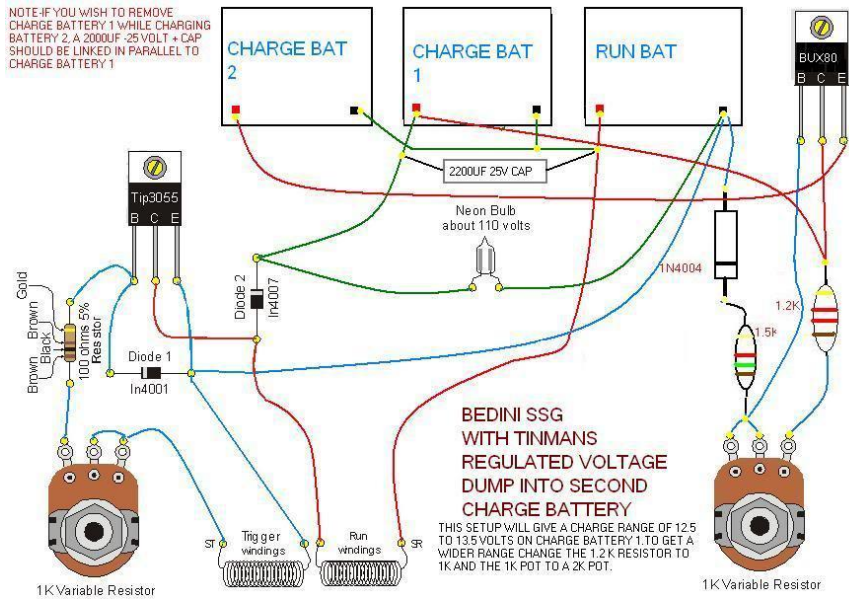 NOTE-IF YOU WISH TO REMOVE
CHARGE BATTERY 1 WHILE CHARGING
BATTERY 2, A 2000UF -25 VOLT + CAP
SHOULD BE LINKED IN PARALLEL TO
CHARGE BATTERY 1
CHARGE BAT
2
CHARGE BAT
1
RUN BAT
BUX80
B C E
2200UF 25V CAP
Tip3055
B C E
Neon Bulb
about 110 volts
1N4004
Diode 2
In4007
1.2K
1.5K
Gold
Brown
Black
Brown
100 ohms 5%
Resistor
Diode 1
In4001
BEDINI SSG
WITH TINMANS
REGULATED VOLTAGE
DUMP INTO SECOND
CHARGE BATTERY
THIS SETUP WILL GIVE A CHARGE RANGE OF 12.5
TO 13.5 VOLTS ON CHARGE BATTERY 1.TO GET A
WIDER RANGE CHANGE THE 1.2 K RESISTOR TO
1K AND THE 1K POT TO A 2K POT.
ST
Trigger
windings
Run
windings
SR
1K Variable Resistor
1K Variable Resistor